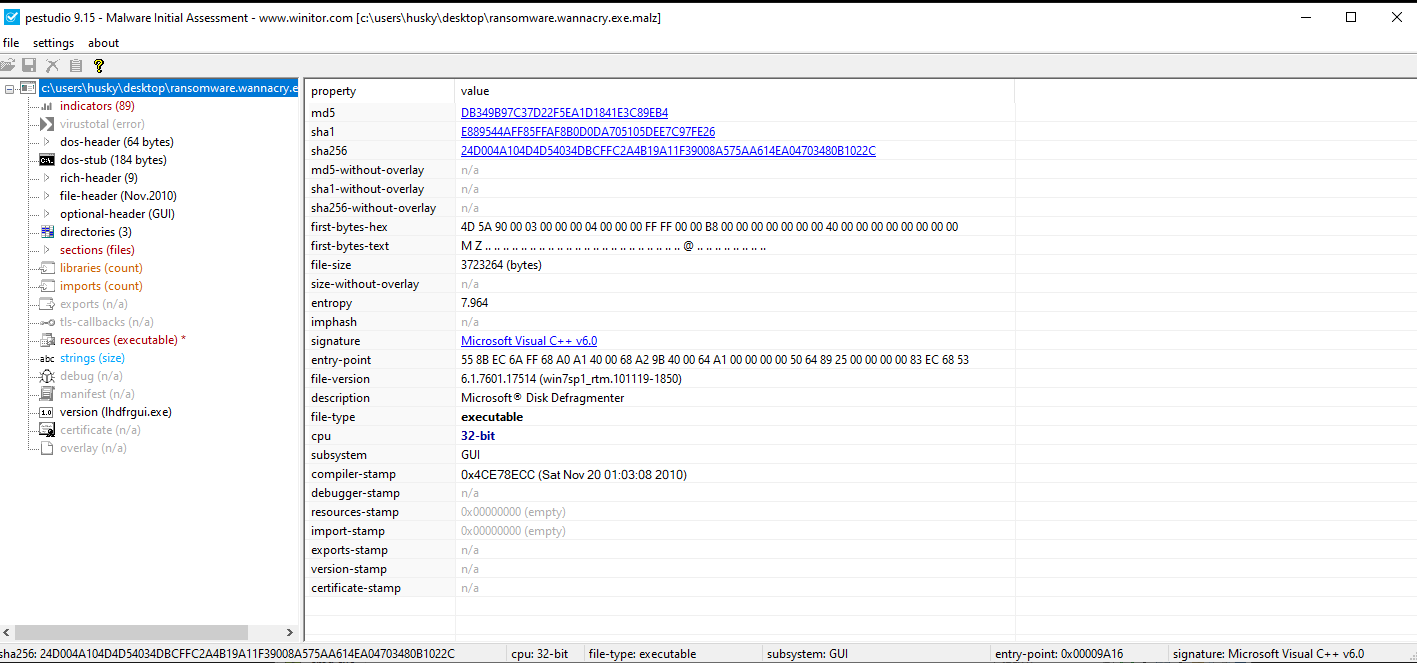 pestudio 9.15 - Malware Initial Assessment - www.winitor.com [c:\users\husky\desktop\ransomware.wannacry.exe.malz]
file settings about
c:\users\husky\desktop\ransomware.wannacry.e
indicators (89)
virustotal (error)
dos-header (64 bytes)
dos-stub (184 bytes)
rich-header (9)
file-header (Nov.2010)
optional-header (GUI)
directories (3)
sections (files)
libraries (count)
imports (count)
exports (n/a)
tls-callbacks (n/a)
resources (executable) *
abc strings (size)
debug (n/a)
manifest (n/a)
1.0 version (lhdfrgui.exe)
certificate (n/a)
overlay (n/a)
property value
md5 DB349B97C37D22F5EA1D1841E3C89EB4
sha1 E889544AFF85FFAF8B0D0DA705105DEE7C97FE26
sha256 24D004A104D4D54034DBCFFC2A4B19A11F39008A575AA614EA04703480B1022C
md5-without-overlay n/a
sha1-without-overlay n/a
sha256-without-overlay n/a
first-bytes-hex 4D 5A 90 00 03 00 00 00 04 00 00 00 FF FF 00 00 B8 00 00 00 00 00 00 00 40 00 00 00 00 00 00 00
first-bytes-text M Z .. .. .. .. .. .. .. .. .. .. .. .. .. .. .. .. .. .. .. .. .. .. @ .. .. .. .. .. .. ..
file-size 3723264 (bytes)
size-without-overlay n/a
entropy 7.964
imphash n/a
signature Microsoft Visual C++ v6.0
entry-point 55 8B EC 6A FF 68 A0 A1 40 00 68 A2 9B 40 00 64 A1 00 00 00 00 50 64 89 25 00 00 00 00 83 EC 68 53
file-version 6.1.7601.17514 (win7sp1_rtm.101119-1850)
description Microsoft® Disk Defragmenter
file-type executable
cpu 32-bit
subsystem GUI
compiler-stamp 0x4CE78ECC (Sat Nov 20 01:03:08 2010)
debugger-stamp n/a
resources-stamp 0x00000000 (empty)
import-stamp 0x00000000 (empty)
exports-stamp n/a
version-stamp n/a
certificate-stamp n/a
sha256: 24D004A104D4D54034DBCFFC2A4B19A11F39008A575AA614EA04703480B1022C cpu: 32-bit file-type: executable subsystem: GUI entry-point: 0x00009A16 signature: Microsoft Visual C++ v6.0